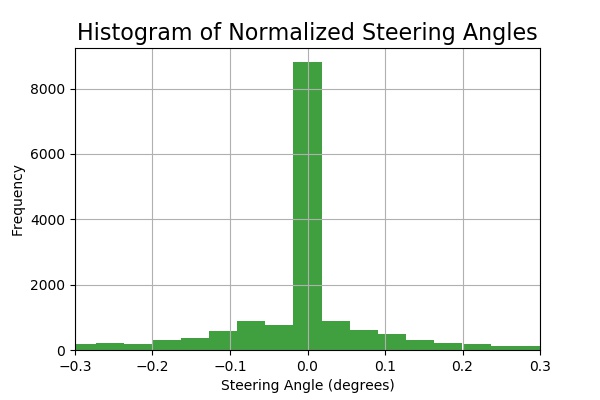 Histogram of Normalized Steering Angles
Frequency
8000
6000
4000
2000
0
−0.3 −0.2 −0.1 0.0 0.1 0.2 0.3
Steering Angle (degrees)